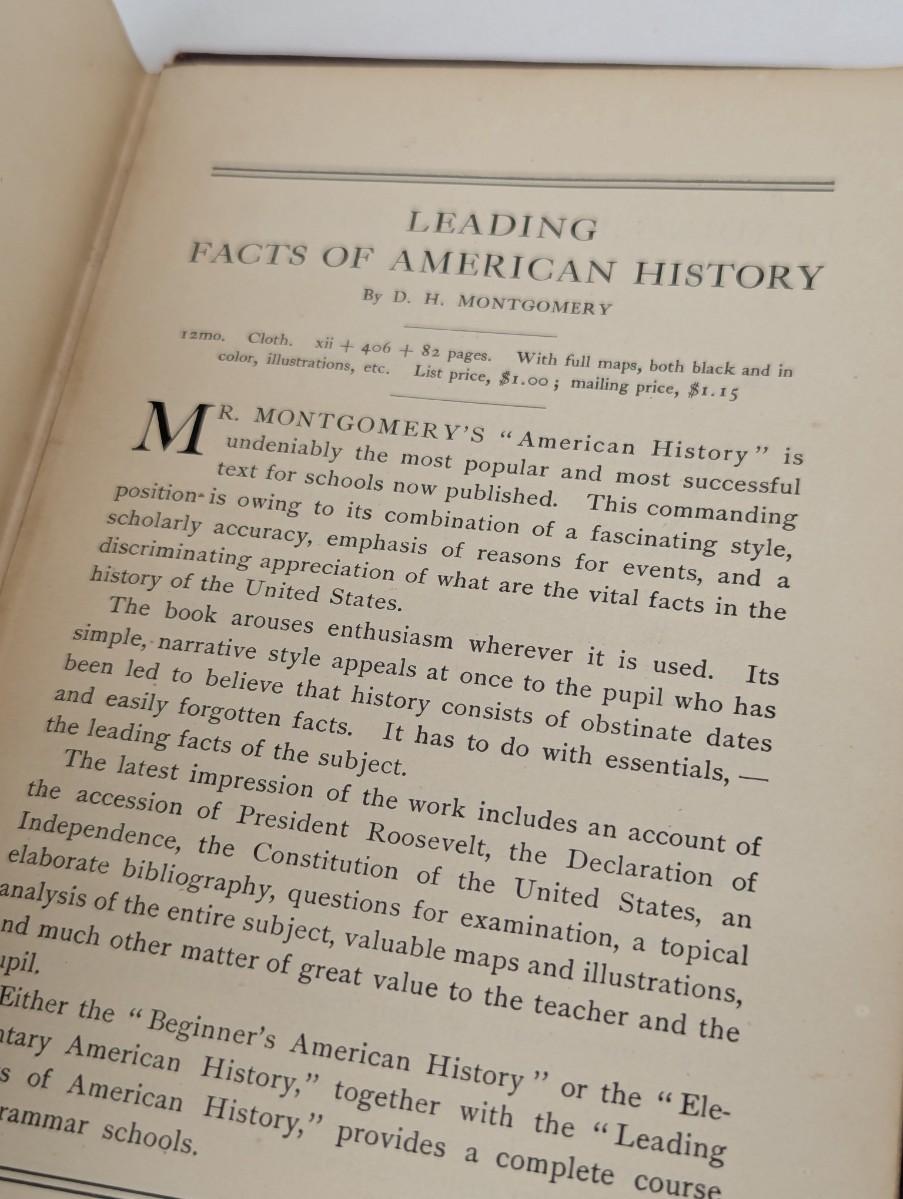 LEADING
FACTS OF AMERICAN HISTORY
By D. H. MONTGOMERY
12mo. Cloth. xii + 406 + 82 pages. With full maps, both black and in
color, illustrations, etc. List price, $1.00; mailing price, $1.15
MR. MONTGOMERY'S "American History" is
undeniably the most popular and most successful
text for schools now published. This commanding
position is owing to its combination of a fascinating style,
scholarly accuracy, emphasis of reasons for events, and a
discriminating appreciation of what are the vital facts in the
history of the United States.
The book arouses enthusiasm wherever it is used. Its
simple, narrative style appeals at once to the pupil who has
been led to believe that history consists of obstinate dates
and easily forgotten facts. It has to do with essentials, —
the leading facts of the subject.
The latest impression of the work includes an account of
the accession of President Roosevelt, the Declaration of
Independence, the Constitution of the United States, an
elaborate bibliography, questions for examination, a topical
analysis of the entire subject, valuable maps and illustrations,
nd much other matter of great value to the teacher and the
upil.
Either the "Beginner's American History" or the "Ele-
ntary American History," together with the "Leading
s of American History," provides a complete course
rammar schools.